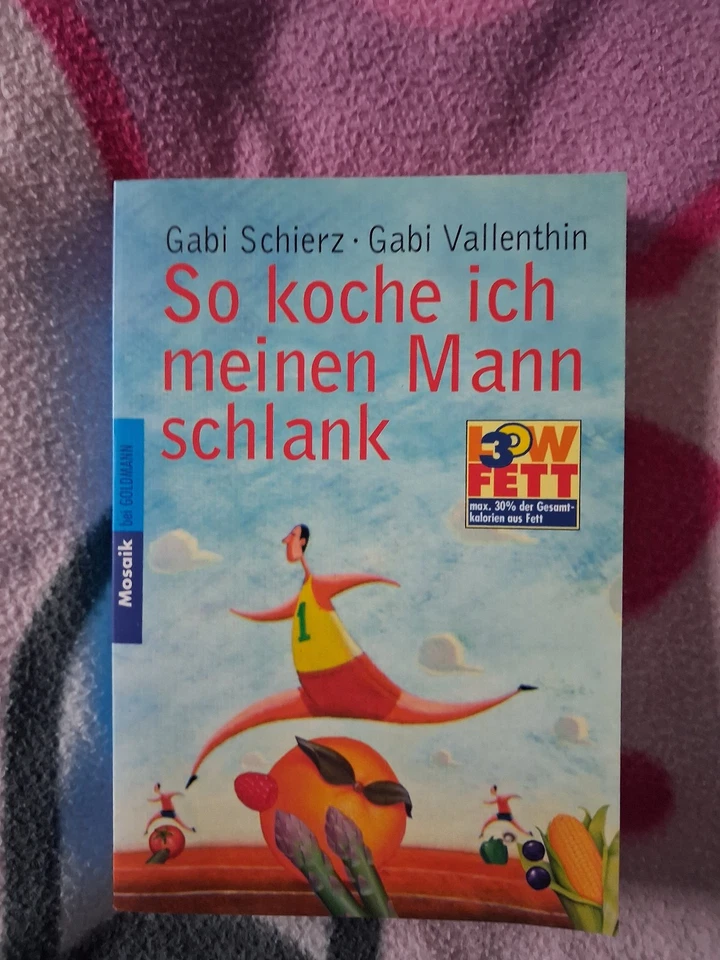 Gabi Schierz · Gabi Vallenthin
So koche ich
meinen Mann
schlank
LOW
3
FETT
max. 30% der Gesamt-
kalorien aus Fett
Mosaik bei GOLDMANN
1